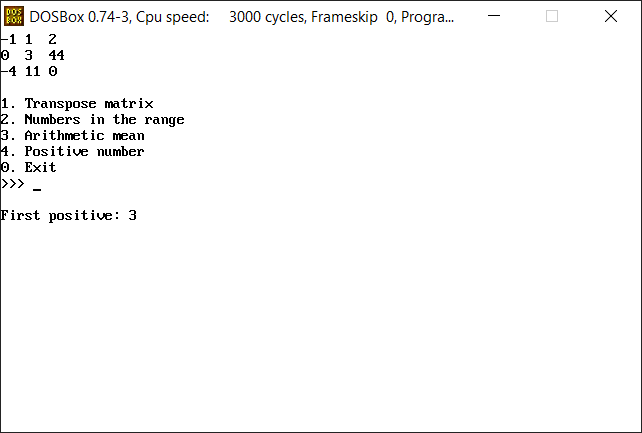 DOS BOX
DOSBox 0.74-3, Cpu speed: 3000 cycles, Frameskip 0, Progra...
-1 1 2
0 3 44
-4 11 0
1. Transpose matrix
2. Numbers in the range
3. Arithmetic mean
4. Positive number
0. Exit
>>> _
First positive: 3